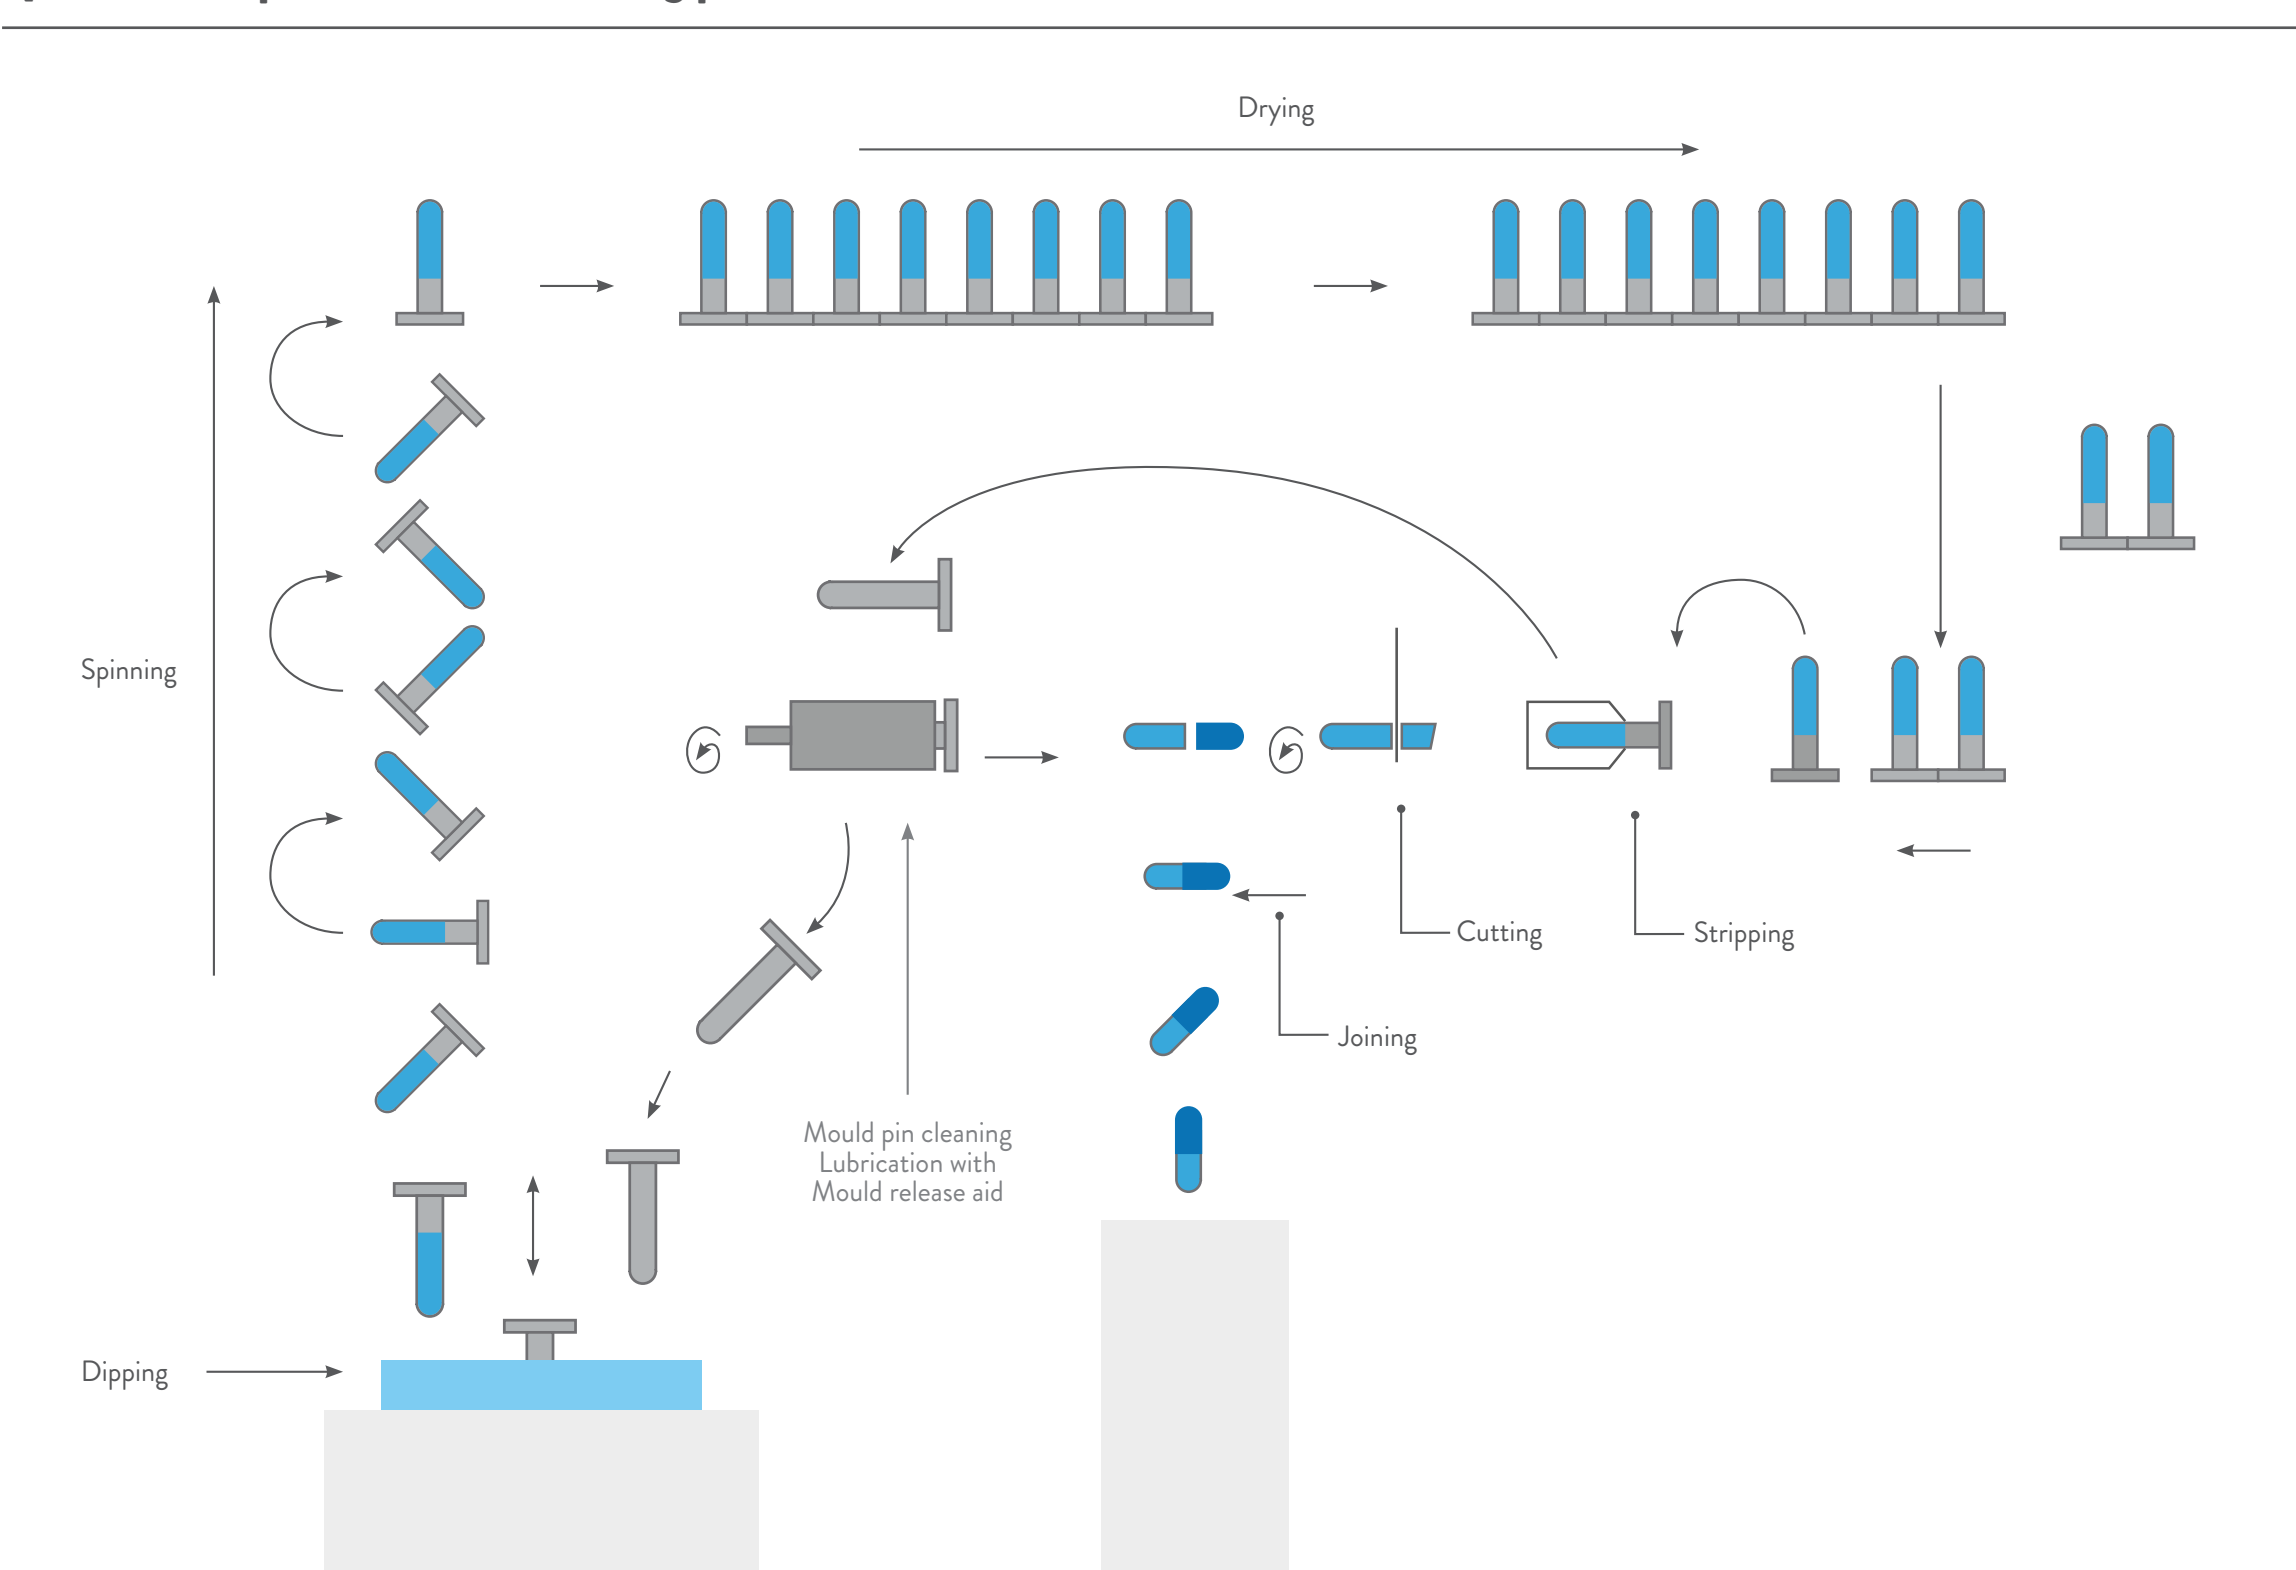 Drying
Spinning
Cutting
Stripping
Joining
Mould pin cleaning
Lubrication with
Mould release aid
Dipping